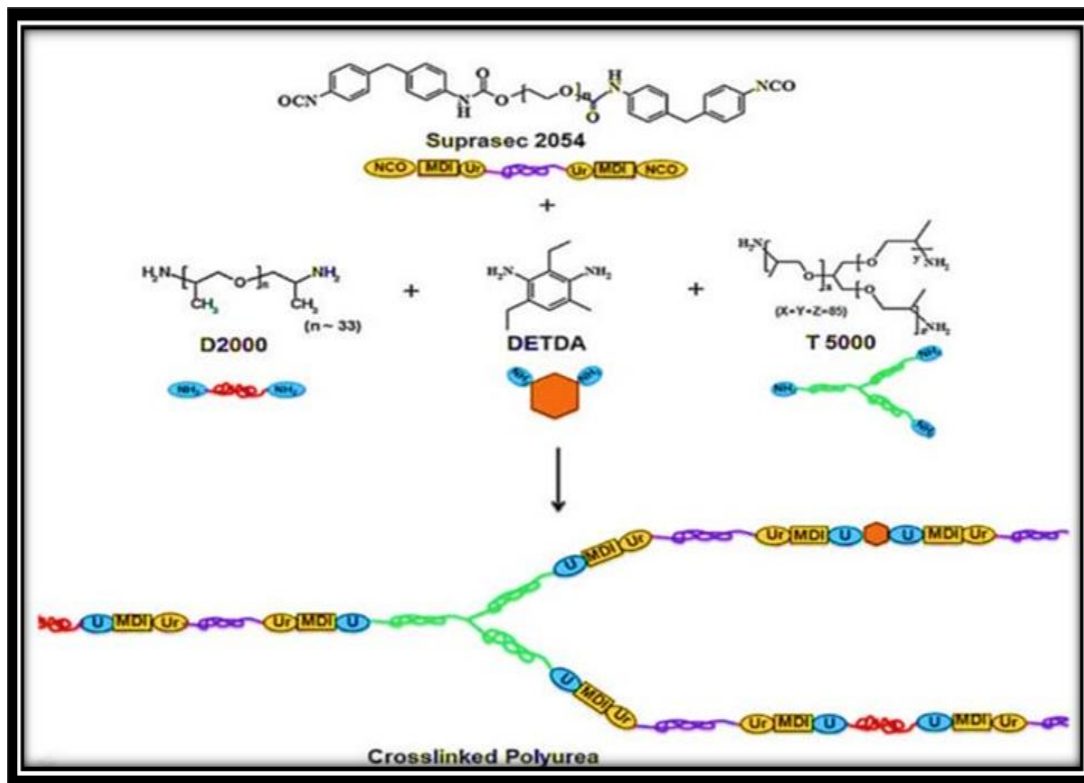 OCN
N
H
O
O
O
n
O
O
H
N
NCO
Suprasec 2054
NCO MDI Ur Ur MDI NCO
+
H₂N
CH₃
O
n
CH₃
NH₂
(n ~ 33)
D2000
+
H₂N
NH₂
DETDA
+
H₂N
O
x
O
O
y
NH₂
O
O
z
NH₂
(X+Y+Z=85)
T 5000
NH₂ NH₂
NH₂ NH₂
NH₂
NH₂
NH₂
U MDI Ur Ur MDI U
U MDI Ur Ur MDI U U MDI Ur
U MDI Ur Ur MDI U U MDI Ur
Crosslinked Polyurea